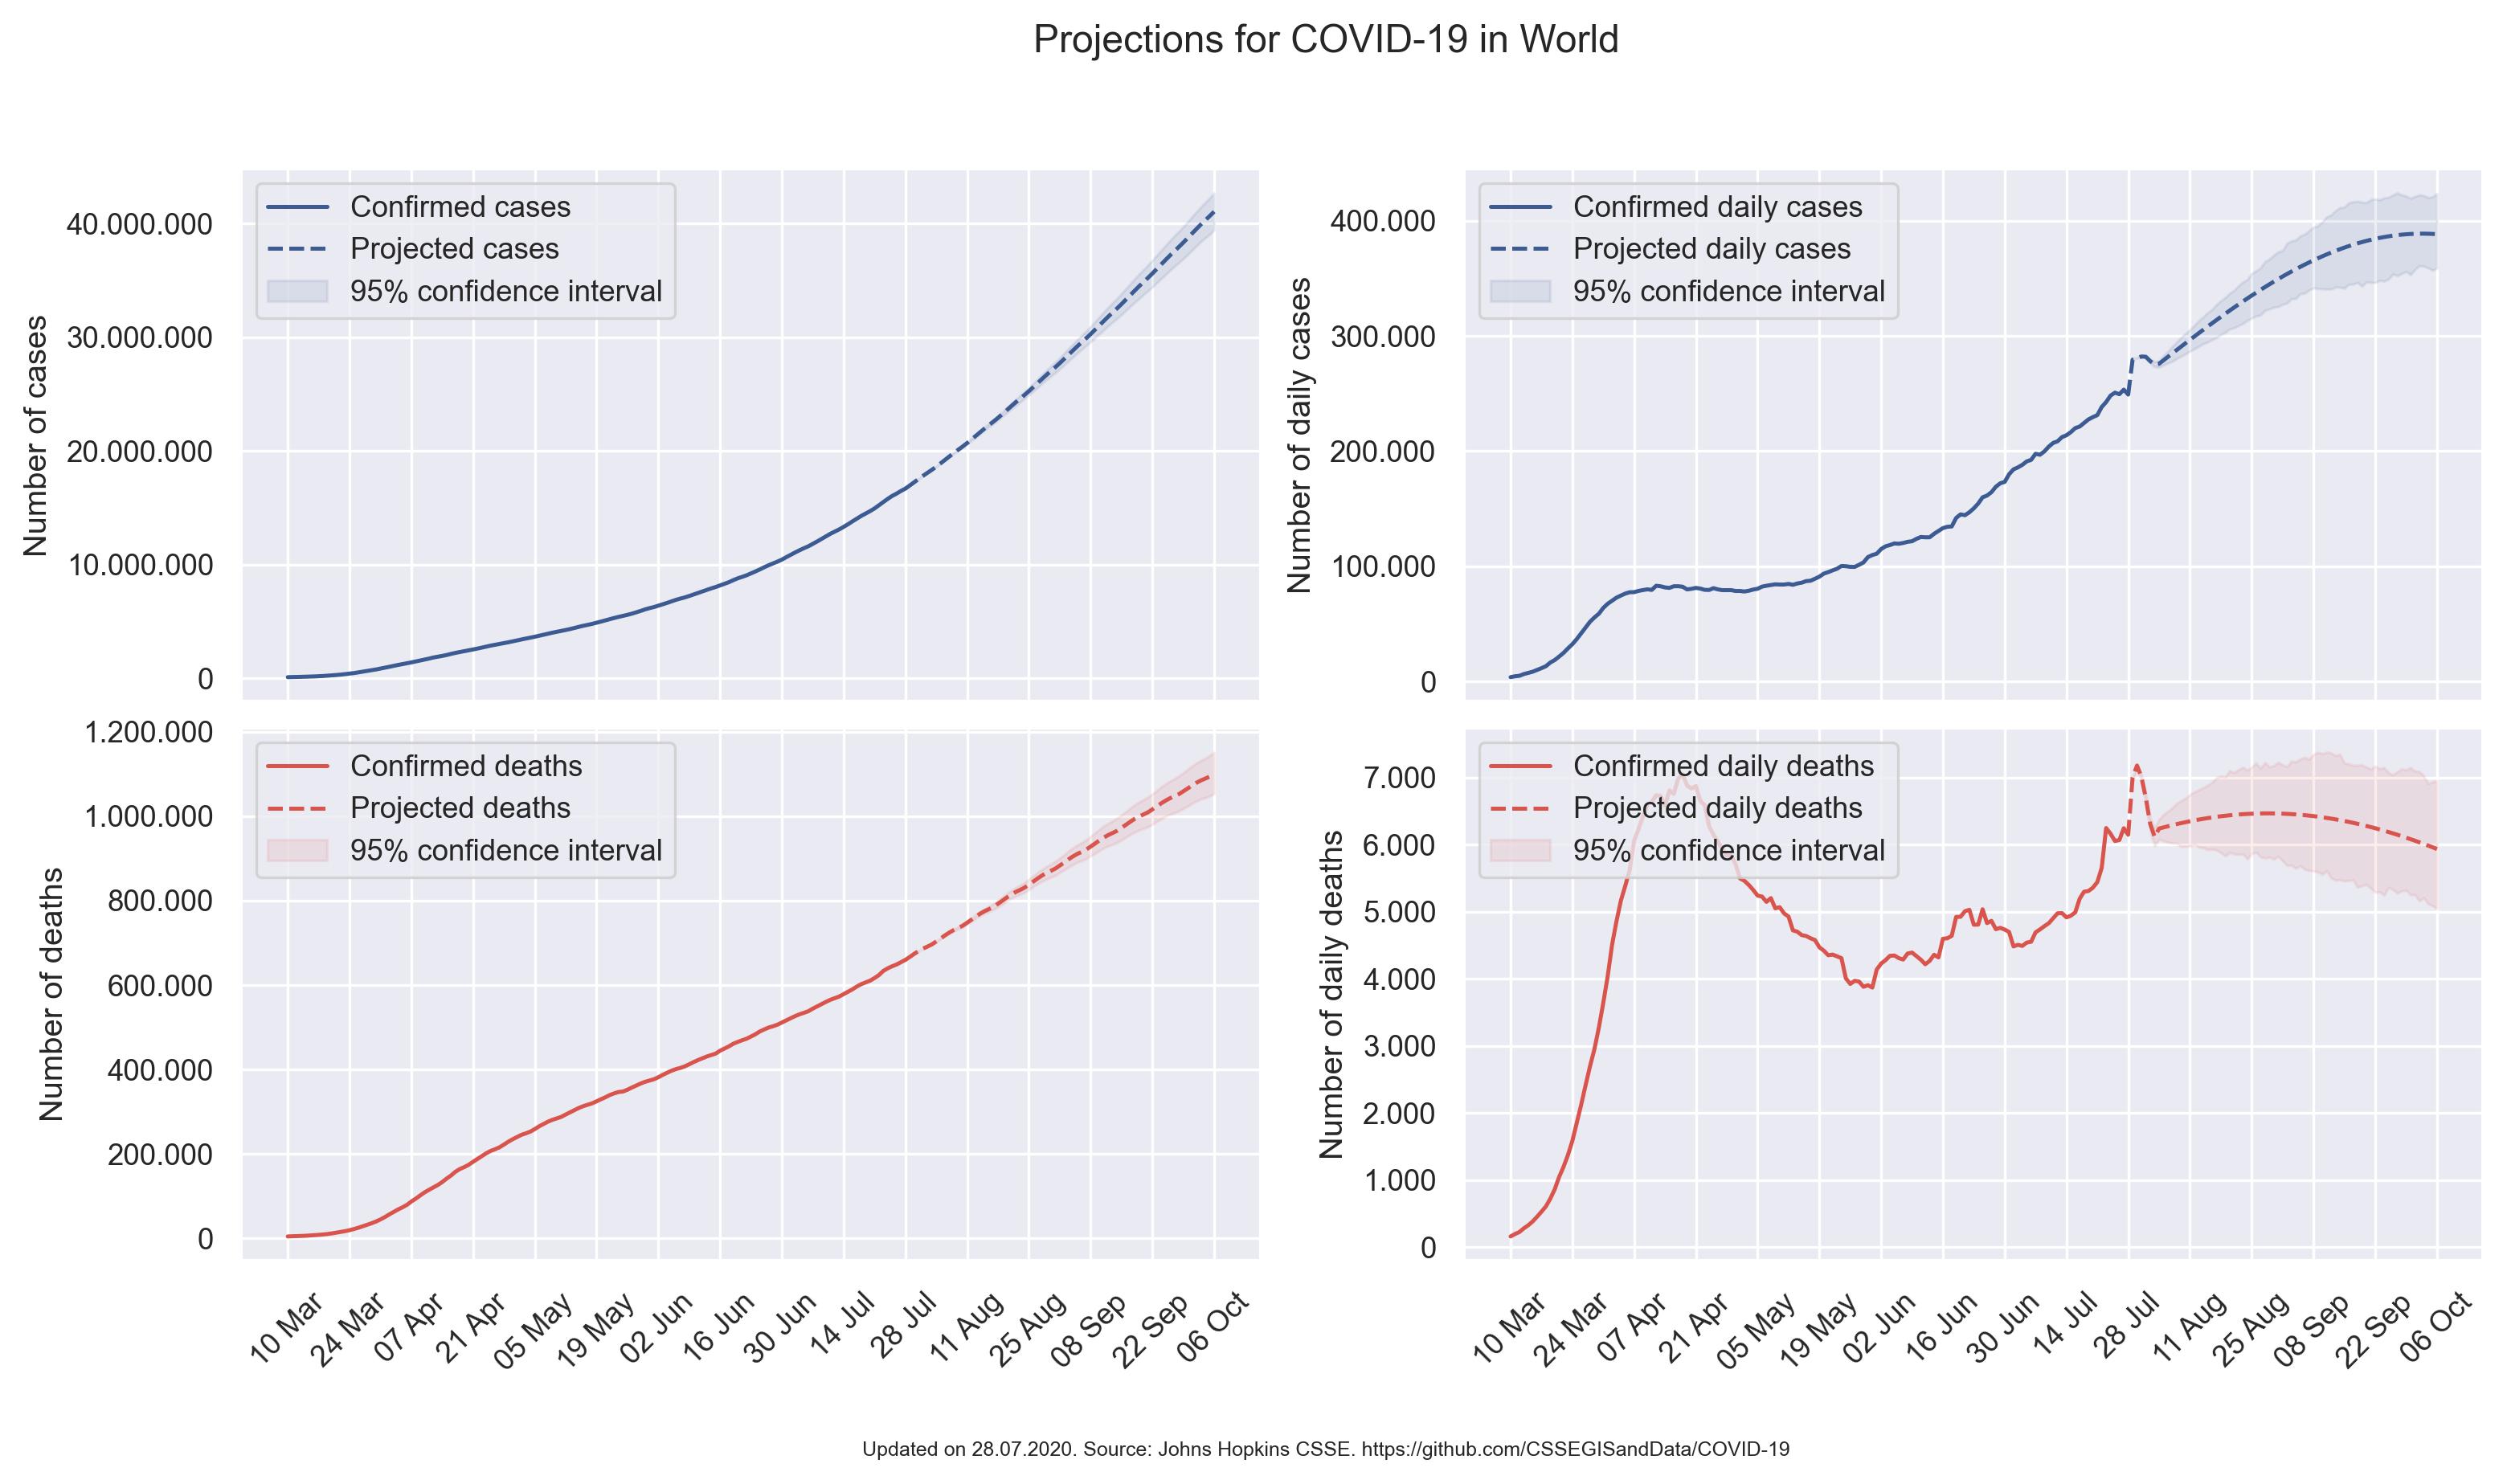 Projections for COVID-19 in World
Confirmed cases
Projected cases
95% confidence interval
Number of cases
40.000.000
30.000.000
20.000.000
10.000.000
0
Confirmed daily cases
Projected daily cases
95% confidence interval
Number of daily cases
400.000
300.000
200.000
100.000
0
Confirmed deaths
Projected deaths
95% confidence interval
Number of deaths
1.200.000
1.000.000
800.000
600.000
400.000
200.000
0
10 Mar
24 Mar
07 Apr
21 Apr
05 May
19 May
02 Jun
16 Jun
30 Jun
14 Jul
28 Jul
11 Aug
25 Aug
08 Sep
22 Sep
06 Oct
Confirmed daily deaths
Projected daily deaths
95% confidence interval
Number of daily deaths
7.000
6.000
5.000
4.000
3.000
2.000
1.000
0
10 Mar
24 Mar
07 Apr
21 Apr
05 May
19 May
02 Jun
16 Jun
30 Jun
14 Jul
28 Jul
11 Aug
25 Aug
08 Sep
22 Sep
06 Oct
Updated on 28.07.2020. Source: Johns Hopkins CSSE. https://github.com/CSSEGISandData/COVID-19